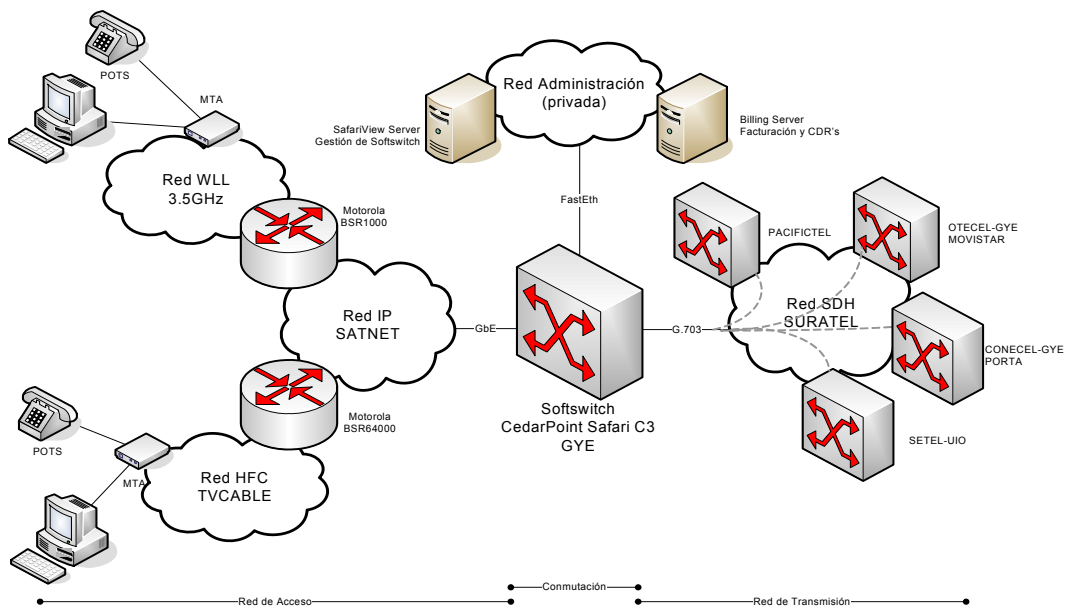 POTS
MTA
Red WLL
3.5GHz
Motorola
BSR1000
Red IP
SATNET
Motorola
BSR64000
POTS
MTA
Red HFC
TVCABLE
SafariView Server
Gestión de Softswitch
Red Administración
(privada)
Billing Server
Facturación y CDR's
FastEth
GbE
G.703
Softswitch
CedarPoint Safari C3
GYE
PACIFICTEL
OTECEL-GYE
MOVISTAR
Red SDH
SURATEL
CONECEL-GYE
PORTA
SETEL-UIO
Red de Acceso
Conmutación
Red de Transmisión